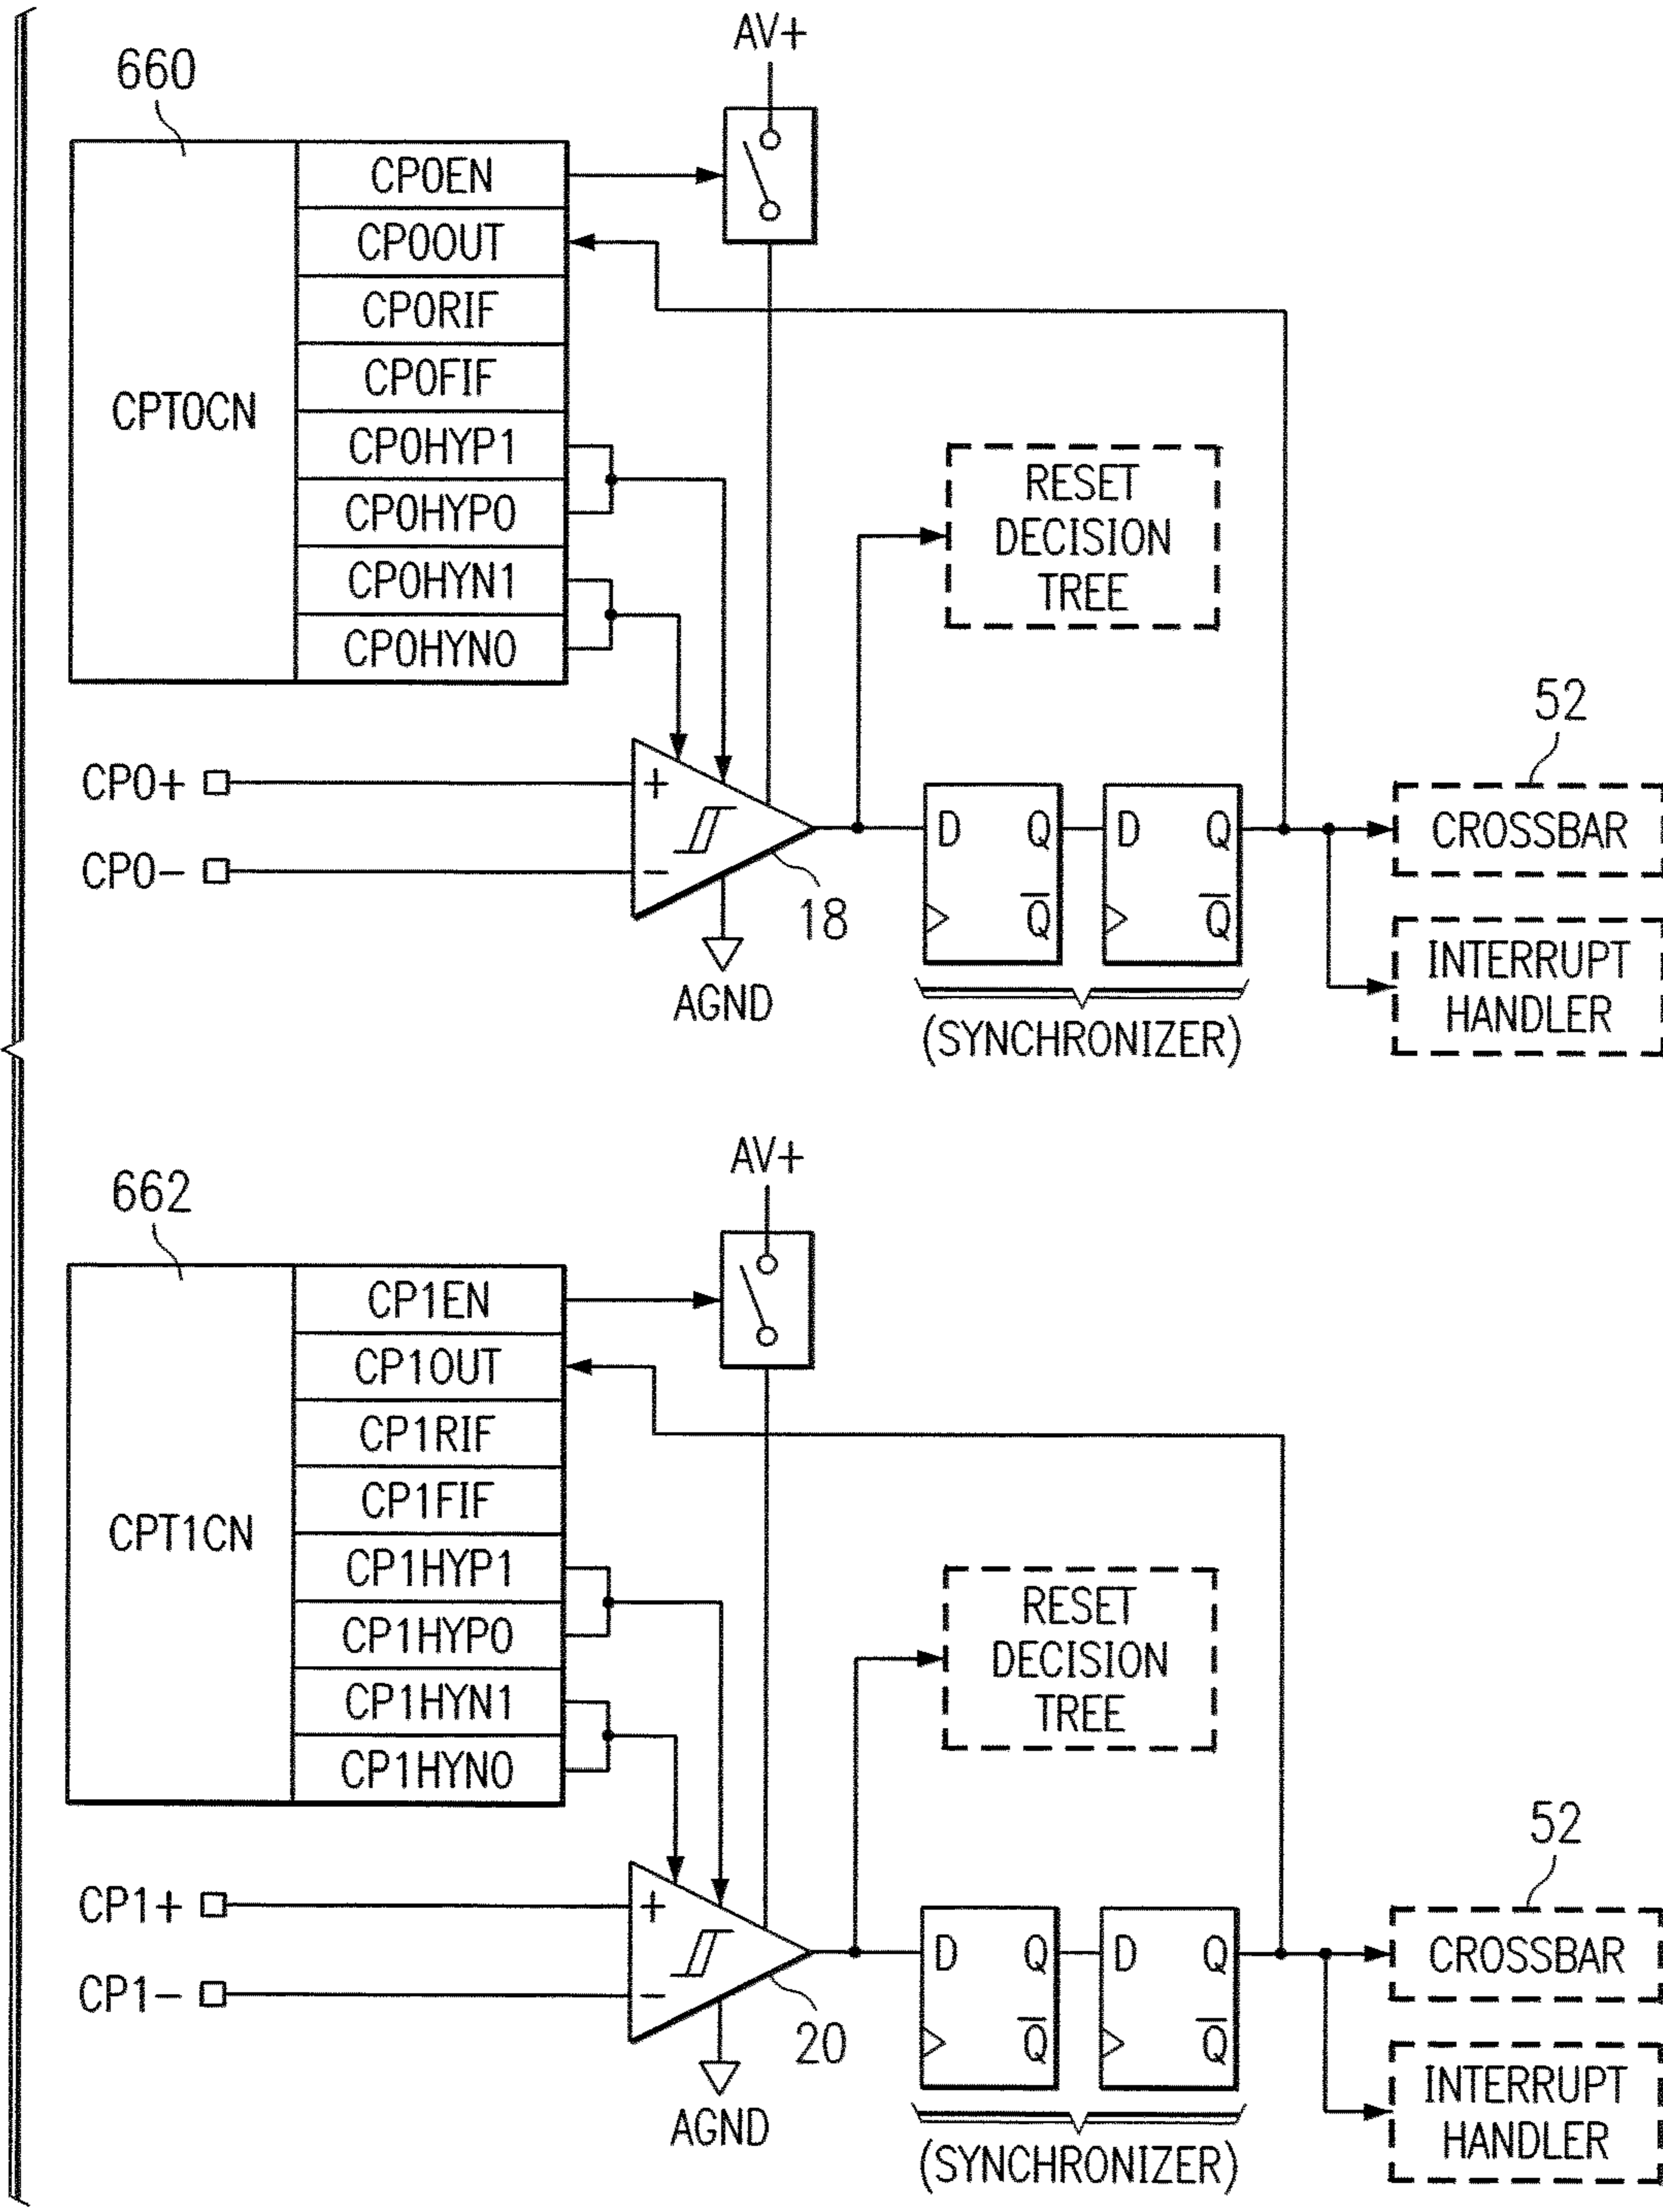 AV+
660
CP0EN
CP0OUT
CP0RIF
CP0FIF
CPT0CN
CP0HYP1
CP0HYP0
CP0HYN1
CP0HYN0
RESET
DECISION
TREE
52
CP0+
+
D
Q
D
Q
CROSSBAR
CP0-
-
18
Q
Q
INTERRUPT
HANDLER
AGND
(SYNCHRONIZER)
AV+
662
CP1EN
CP1OUT
CP1RIF
CP1FIF
CPT1CN
CP1HYP1
CP1HYP0
CP1HYN1
CP1HYN0
RESET
DECISION
TREE
52
CP1+
+
D
Q
D
Q
CROSSBAR
CP1-
-
20
Q
Q
INTERRUPT
HANDLER
AGND
(SYNCHRONIZER)